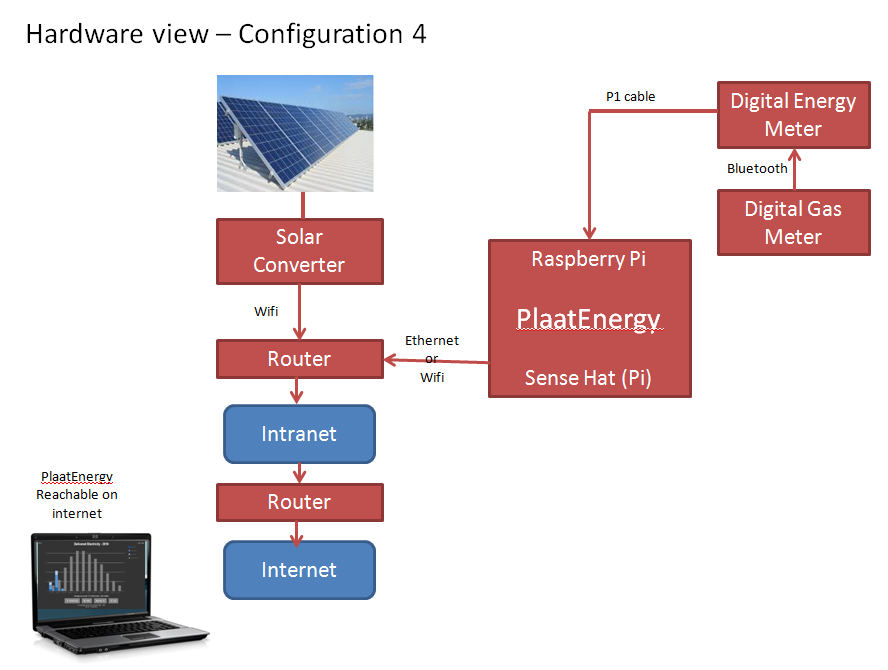 Hardware view – Configuration 4
P1 cable
Digital Energy
Meter
Bluetooth
Digital Gas
Meter
Solar
Converter
Raspberry Pi
PlaatEnergy
Sense Hat (Pi)
Wifi
Ethernet
or
Wifi
Router
Intranet
Router
Internet
PlaatEnergy
Reachable on
internet